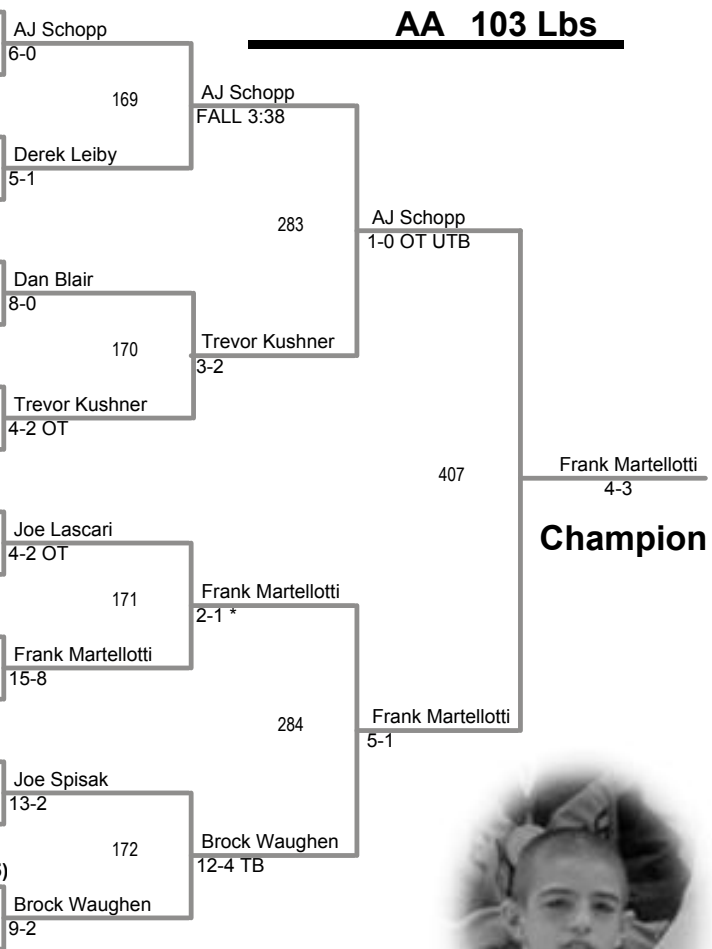 AA 103 Lbs
AJ Schopp
6-0
169
AJ Schopp
FALL 3:38
Derek Leiby
5-1
283
AJ Schopp
1-0 OT UTB
Dan Blair
8-0
170
Trevor Kushner
3-2
Trevor Kushner
4-2 OT
407
Frank Martellotti
4-3
Champion
Joe Lascari
4-2 OT
171
Frank Martellotti
2-1 *
Frank Martellotti
15-8
284
Frank Martellotti
5-1
Joe Spisak
13-2
172
Brock Waughen
12-4 TB
Brock Waughen
9-2